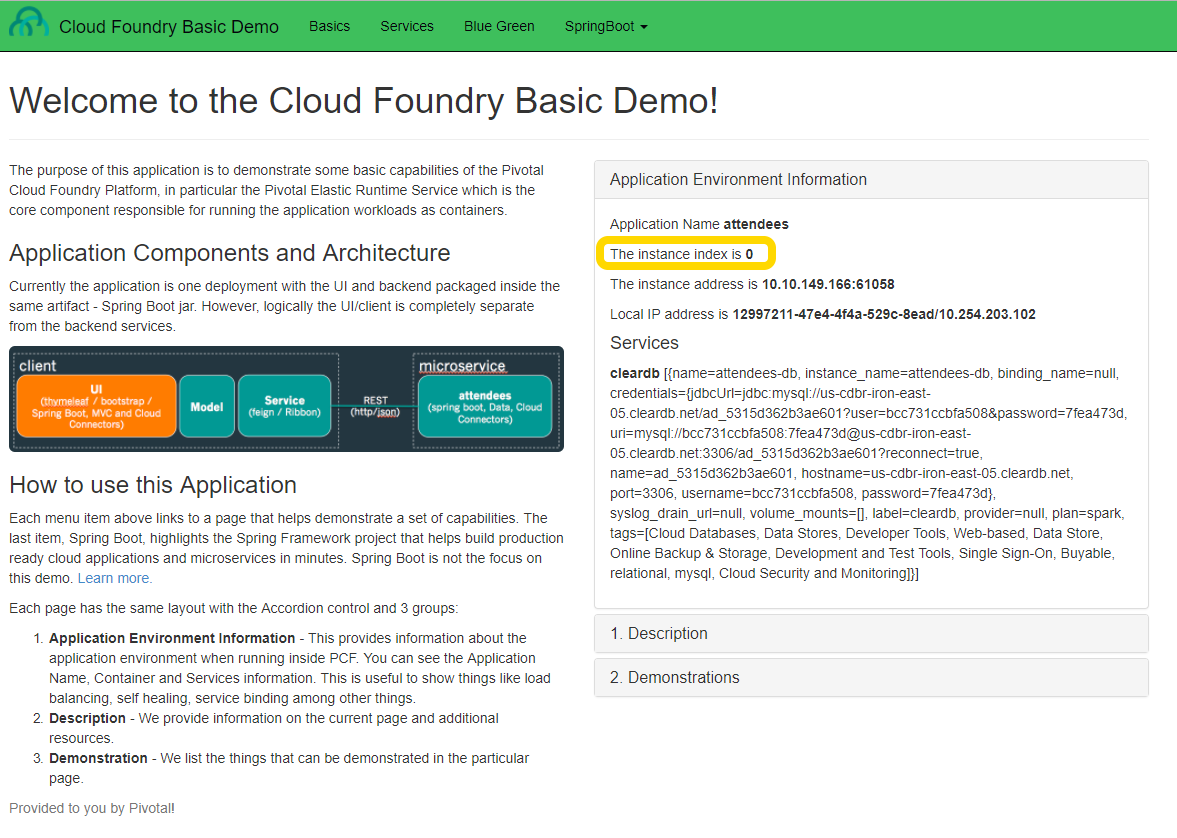 Cloud Foundry Basic Demo Basics Services Blue Green SpringBoot
Welcome to the Cloud Foundry Basic Demo!
The purpose of this application is to demonstrate some basic capabilities of the Pivotal
Cloud Foundry Platform, in particular the Pivotal Elastic Runtime Service which is the
core component responsible for running the application workloads as containers.
Application Components and Architecture
Currently the application is one deployment with the UI and backend packaged inside the
same artifact - Spring Boot jar. However, logically the UI/client is completely separate
from the backend services.
client
UI
(thymeleaf / bootstrap /
Spring Boot, MVC and Cloud
Connectors)
Model
Service
(feign / Ribbon)
REST
(http/json)
microservice
attendees
(spring boot, Data, Cloud
Connectors)
How to use this Application
Each menu item above links to a page that helps demonstrate a set of capabilities. The
last item, Spring Boot, highlights the Spring Framework project that helps build production
ready cloud applications and microservices in minutes. Spring Boot is not the focus on
this demo. Learn more.
Each page has the same layout with the Accordion control and 3 groups:
1. Application Environment Information - This provides information about the
application environment when running inside PCF. You can see the Application
Name, Container and Services information. This is useful to show things like load
balancing, self healing, service binding among other things.
2. Description - We provide information on the current page and additional
resources.
3. Demonstration - We list the things that can be demonstrated in the particular
page.
Provided to you by Pivotal!
Application Environment Information
Application Name attendees
The instance index is 0
The instance address is 10.10.149.166:61058
Local IP address is 12997211-47e4-4f4a-529c-8ead/10.254.203.102
Services
cleardb [{name=attendees-db, instance_name=attendees-db, binding_name=null,
credentials={jdbcUrl=jdbc:mysql://us-cdbr-iron-east-
05.cleardb.net/ad_5315d362b3ae601?user=bcc731ccbfa508&password=7fea473d,
uri=mysql://bcc731ccbfa508:7fea473d@us-cdbr-iron-east-
05.cleardb.net:3306/ad_5315d362b3ae601?reconnect=true,
name=ad_5315d362b3ae601, hostname=us-cdbr-iron-east-05.cleardb.net,
port=3306, username=bcc731ccbfa508, password=7fea473d},
syslog_drain_url=null, volume_mounts=[], label=cleardb, provider=null, plan=spark,
tags=[Cloud Databases, Data Stores, Developer Tools, Web-based, Data Store,
Online Backup & Storage, Development and Test Tools, Single Sign-On, Buyable,
relational, mysql, Cloud Security and Monitoring]}]
1. Description
2. Demonstrations